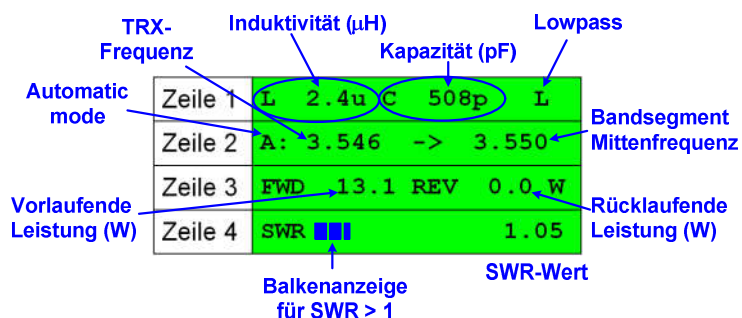 TRX-
Frequenz
Induktivität (μH)
Kapazität (pF)
Lowpass
Automatic
mode
Zeile 1 L 2.4u C 508p L
Zeile 2 A: 3.546 -> 3.550
Bandsegment
Mittenfrequenz
Vorlaufende
Leistung (W)
Zeile 3 FWD 13.1 REV 0.0 W
Rücklaufende
Leistung (W)
Zeile 4 SWR 1.05
Balkenanzeige
für SWR > 1
SWR-Wert